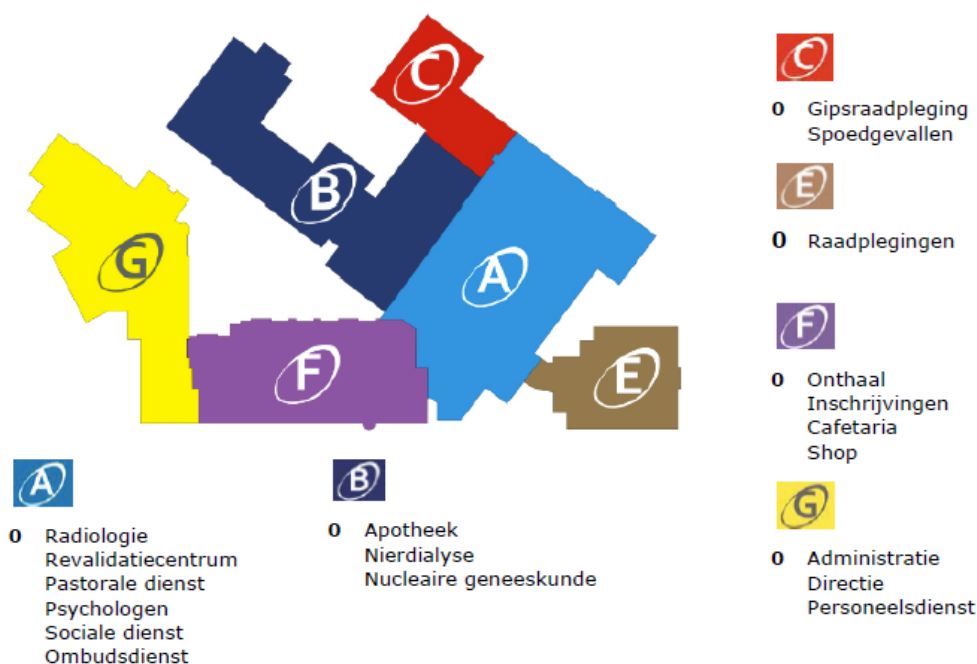 C
B
A
G
F
E
C
0 Gipsraadpleging
Spoedgevallen
E
0 Raadplegingen
F
0 Onthaal
Inschrijvingen
Cafetaria
Shop
G
0 Administratie
Directie
Personeelsdienst
A
0 Radiologie
Revalidatiecentrum
Pastorale dienst
Psychologen
Sociale dienst
Ombudsdienst
B
0 Apotheek
Nierdialyse
Nucleaire geneeskunde